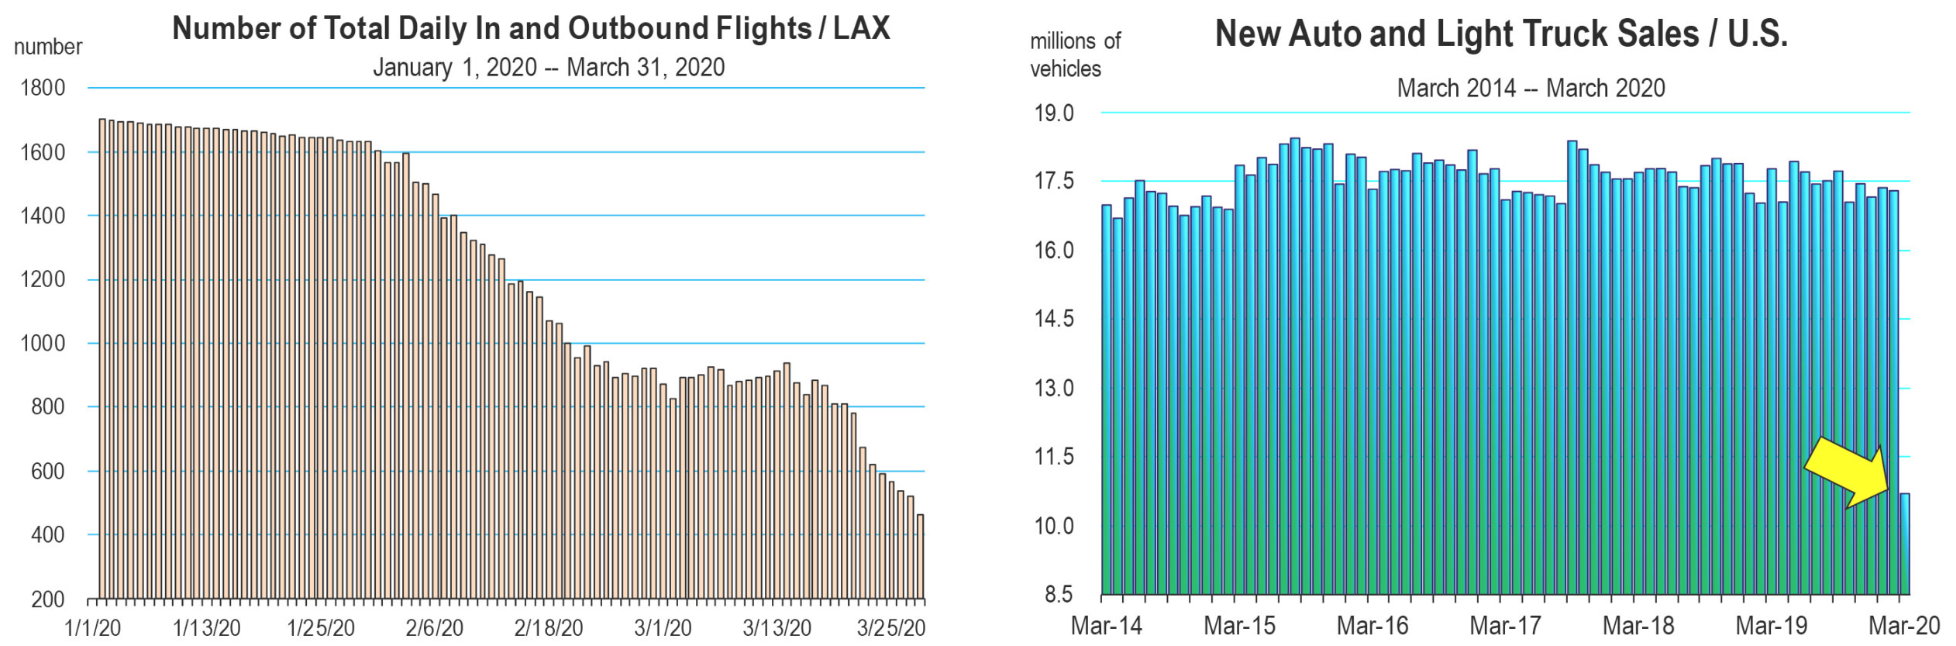 Number of Total Daily In and Outbound Flights / LAX
number
January 1, 2020 -- March 31, 2020
1800
1600
1400
1200
1000
800
600
400
200
1/1/20 1/13/20 1/25/20 2/6/20 2/18/20 3/1/20 3/13/20 3/25/20
New Auto and Light Truck Sales / U.S.
millions of
vehicles
March 2014 -- March 2020
19.0
17.5
16.0
14.5
13.0
11.5
10.0
8.5
Mar-14 Mar-15 Mar-16 Mar-17 Mar-18 Mar-19 Mar-20